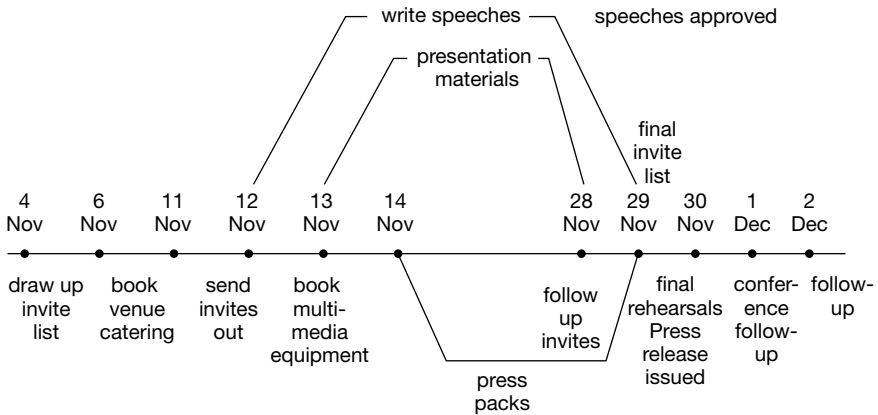 write speeches
speeches approved
presentation
materials
final
invite
list
4
Nov
6
Nov
11
Nov
12
Nov
13
Nov
14
Nov
28
Nov
29
Nov
30
Nov
1
Dec
2
Dec
draw up
invite
list
book
venue
catering
send
invites
out
book
multi-
media
equipment
follow
up
invites
final
rehearsals
Press
release
issued
confer-
ence
follow-
up
follow-
up
press
packs